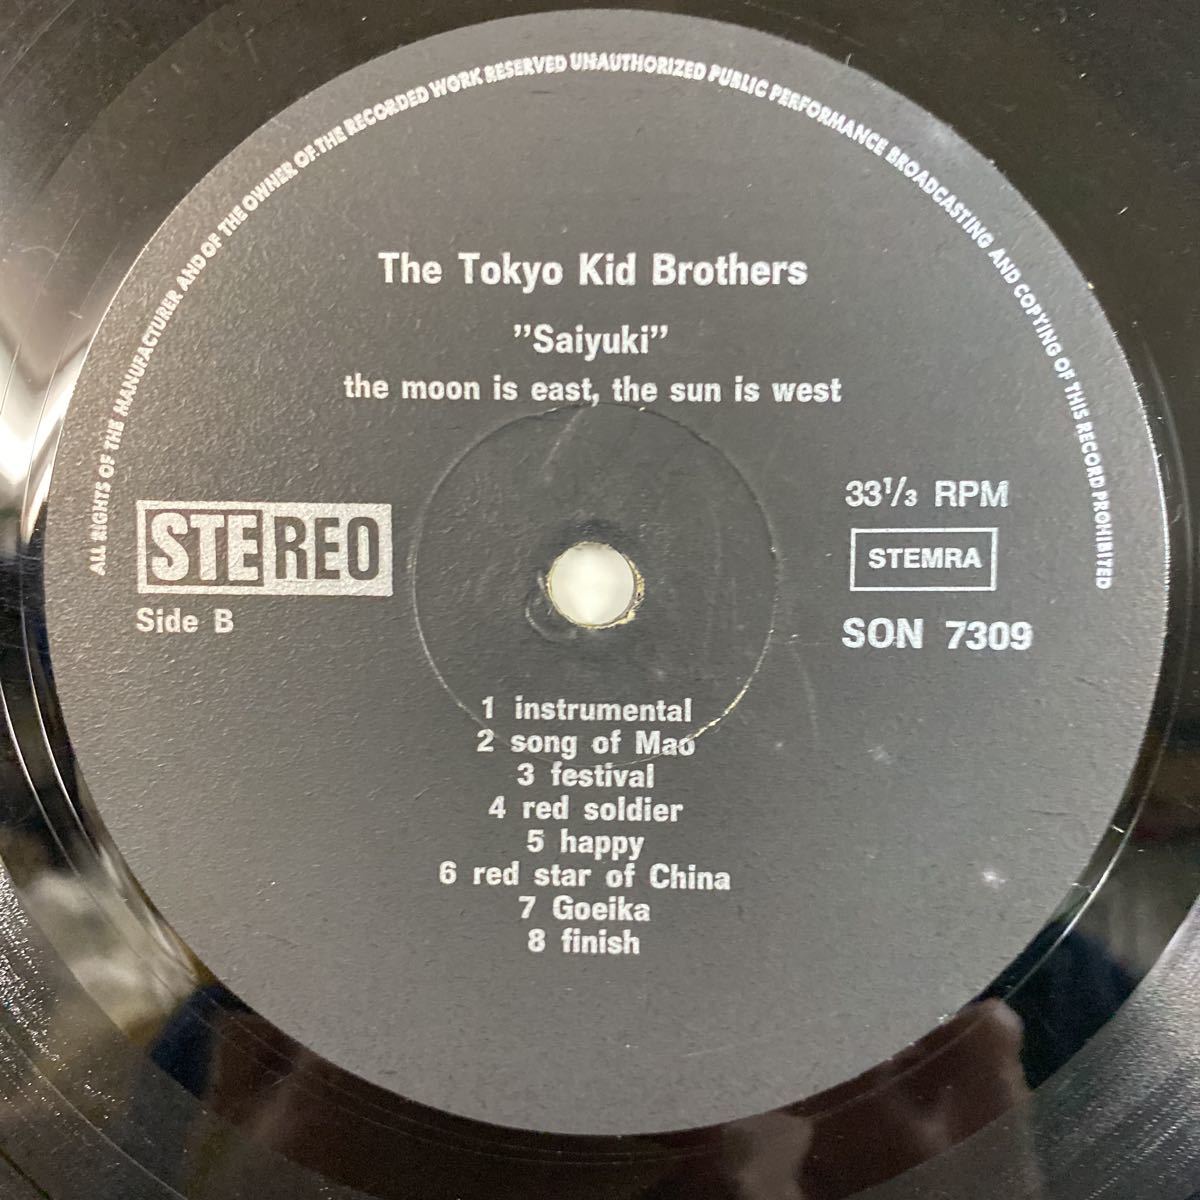 ALL RIGHTS OF THE MANUFACTURER AND OF THE OWNER OF THE RECORDED WORK RESERVED UNAUTHORIZED PUBLIC PERFORMANCE BROADCASTING AND COPYING OF THIS RECORD PROHIBITED
The Tokyo Kid Brothers
”Saiyuki”
the moon is east, the sun is west
STEREO
Side B
33 1/3 RPM
STEMRA
SON 7309
1 instrumental
2 song of Mao
3 festival
4 red soldier
5 happy
6 red star of China
7 Goeika
8 finish